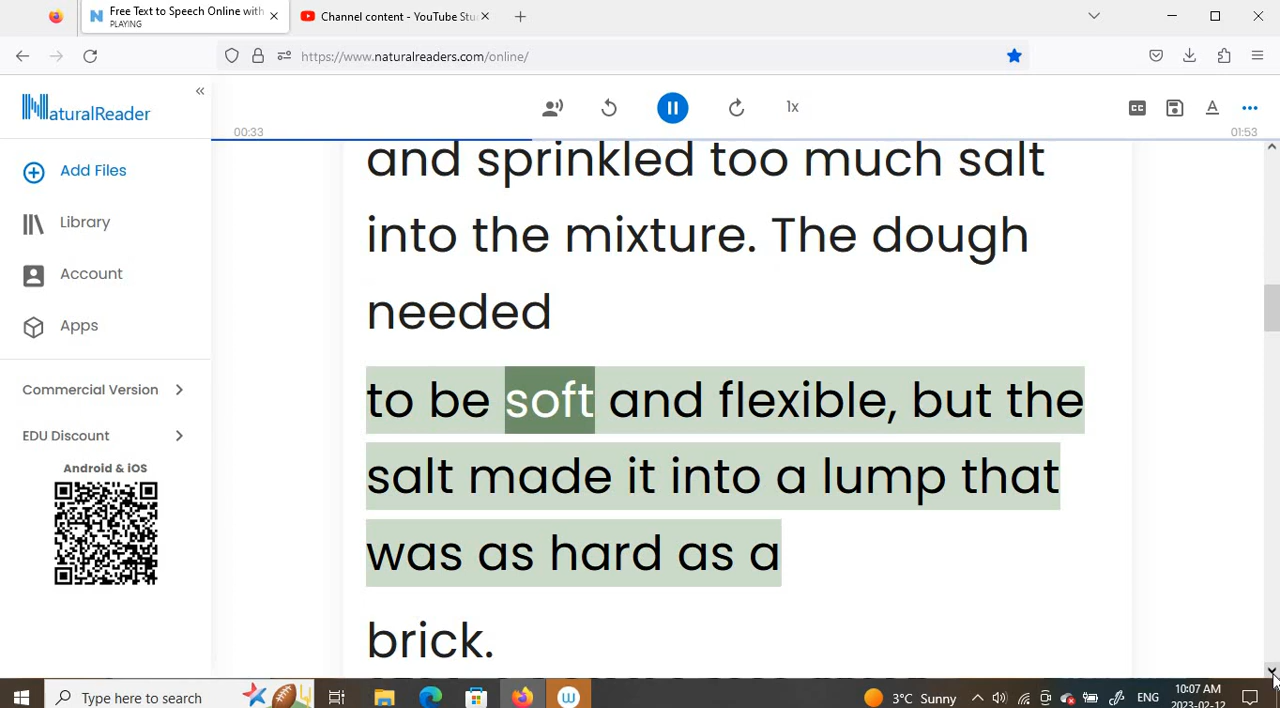 Free Text to Speech Online with
PLAYING
Channel content - YouTube Stu
https://www.naturalreaders.com/online/
NaturalReader
1x
CC
A
00:33
01:53
Add Files
Library
Account
Apps
Commercial Version
EDU Discount
Android & iOS
and sprinkled too much salt
into the mixture. The dough
needed
to be soft and flexible, but the
salt made it into a lump that
was as hard as a
brick.
Type here to search
3°C Sunny
ENG
10:07 AM
2023-02-12